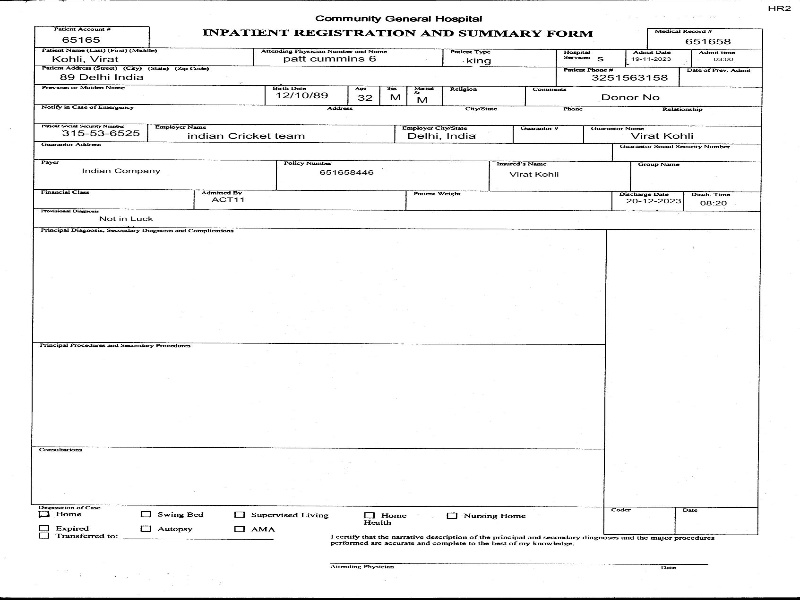 HR2
Community General Hospital
INPATIENT REGISTRATION AND SUMMARY FORM
Patient Account #
65165
Medical Record #
651658
Patient Name (Last) (First) (Middle)
Kohli, Virat
Attending Physician Number and Name
patt cummins 6
Patient Type
king
Hospital Services S
Admit Date
19-11-2023
Admit time
Patient Address (Street) (City) (State) (Zip Code)
89 Delhi India
Patient Phone #
3251563158
Date of Prev. Admit
Previous or Maiden Name
Birth Date
12/10/89
Age
32
Sex
M
Marital St
M
Religion
Comments
Donor No
Notify in Case of Emergency
Address
City/State
Phone
Relationship
Patient Social Security Number
315-53-6525
Employer Name
indian Cricket team
Employer City/State
Delhi, India
Guarantor #
Guarantor Name
Virat Kohli
Guarantor Address
Guarantor Social Security Number
Payer
Indian Company
Policy Number
651658446
Insured's Name
Virat Kohli
Group Name
Financial Class
Admitted By
ACT11
Patient Weight
Discharge Date
20-12-2023
Disch. Time
08:20
Provisional Diagnosis
Not in Luck
Principal Diagnosis, Secondary Diagnosis and Complications
Principal Procedures and Secondary Procedures
Consultations
Disposition of Case
Home
Swing Bed
Supervised Living
Home Health
Nursing Home
Expired
Autopsy
AMA
Transferred to:
Coder
Date
I certify that the narrative description of the principal and secondary diagnoses and the major procedures
performed are accurate and complete to the best of my knowledge.
Attending Physician
Date